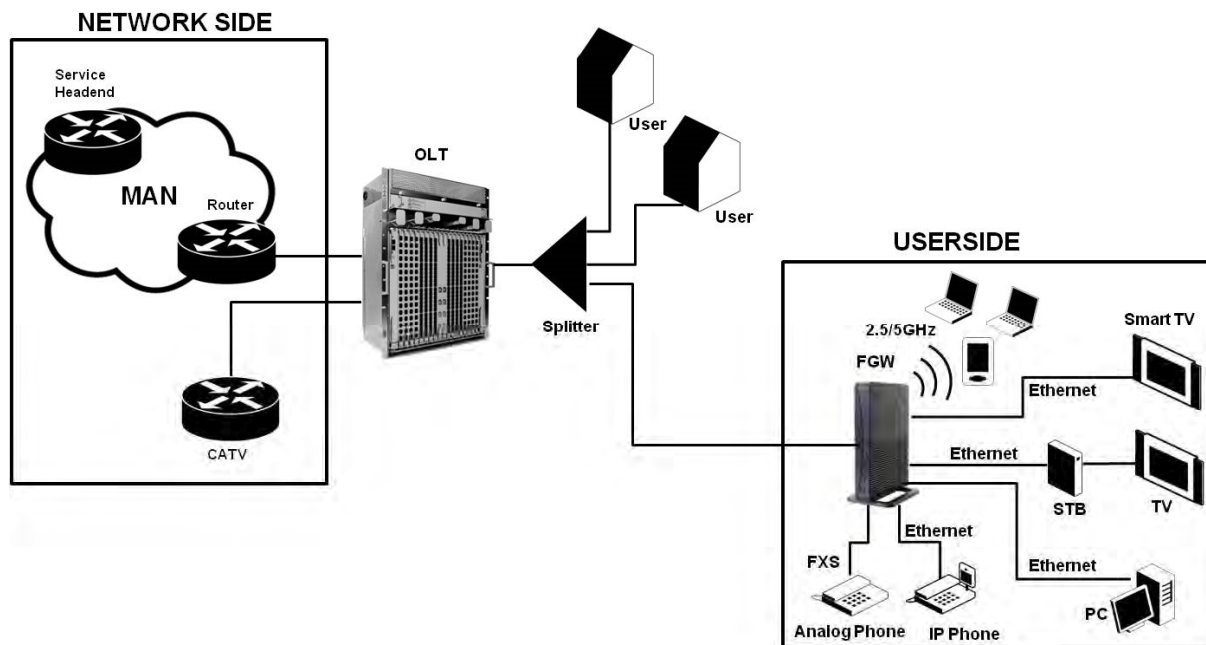 NETWORK SIDE
Service
Headend
MAN
Router
CATV
OLT
Splitter
User
User
USERSIDE
2.5/5GHz
FGW
Smart TV
Ethernet
Ethernet
STB
TV
Ethernet
Ethernet
FXS
PC
Analog Phone
IP Phone